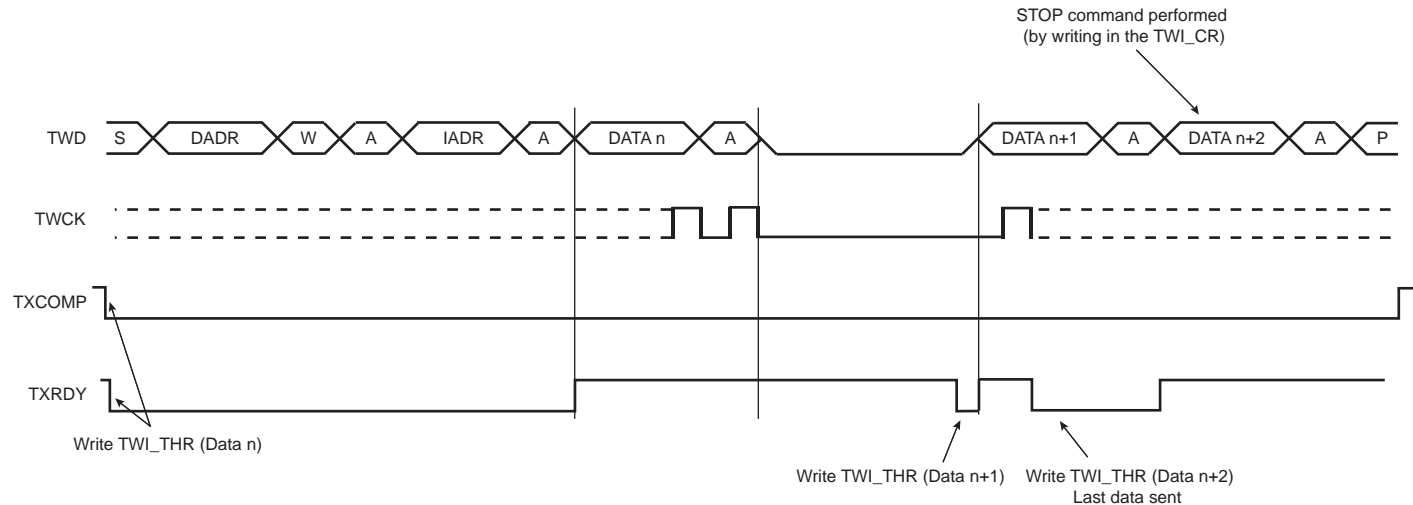 STOP command performed
(by writing in the TWI_CR)
TWD S DADR W A IADR A DATA n A DATA n+1 A DATA n+2 A P
TWCK
TXCOMP
TXRDY
Write TWI_THR (Data n)
Write TWI_THR (Data n+1) Write TWI_THR (Data n+2)
Last data sent